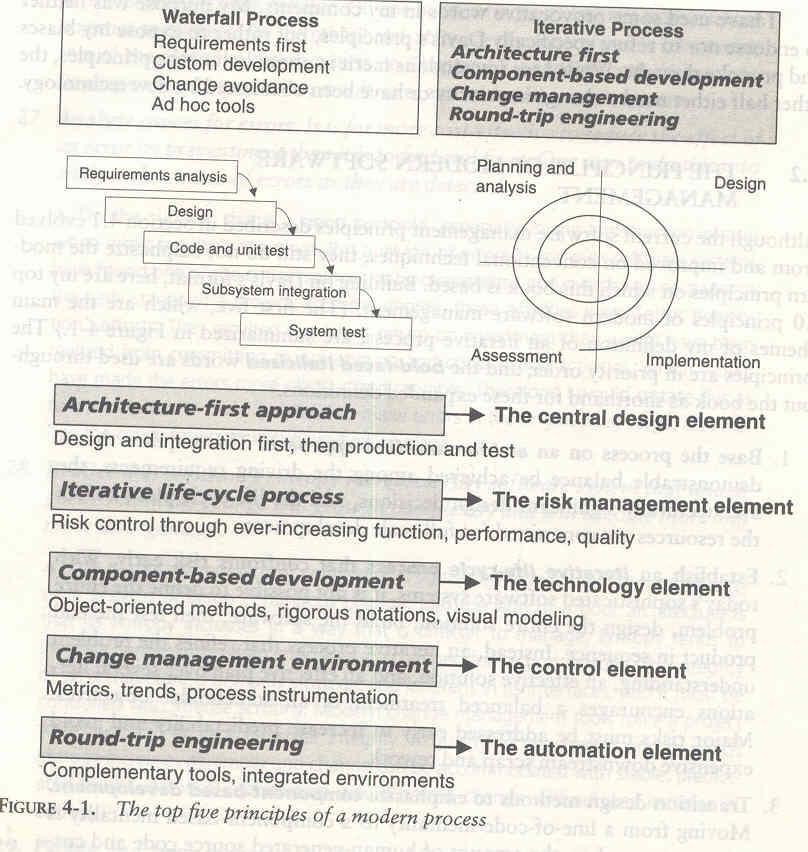 Waterfall Process
Requirements first
Custom development
Change avoidance
Ad hoc tools
Iterative Process
Architecture first
Component-based development
Change management
Round-trip engineering
Requirements analysis
Design
Code and unit test
Subsystem integration
System test
Planning and
analysis
Design
Assessment
Implementation
Architecture-first approach
The central design element
Design and integration first, then production and test
Iterative life-cycle process
The risk management element
Risk control through ever-increasing function, performance, quality
Component-based development
The technology element
Object-oriented methods, rigorous notations, visual modeling
Change management environment
The control element
Metrics, trends, process instrumentation
Round-trip engineering
The automation element
Complementary tools, integrated environments
FIGURE 4-1. The top five principles of a modern process